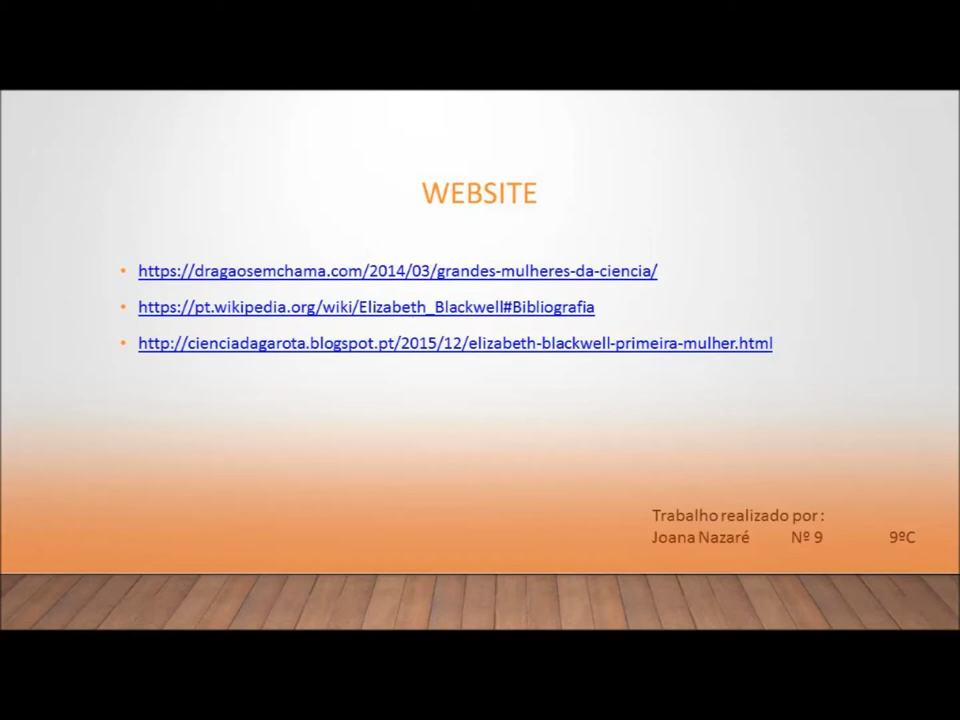 WEBSITE
• https://dragaosemchama.com/2014/03/grandes-mulheres-da-ciencia/
• https://pt.wikipedia.org/wiki/Elizabeth_Blackwell#Bibliografia
• http://cienciadagarota.blogspot.pt/2015/12/elizabeth-blackwell-primeira-mulher.html
Trabalho realizado por :
Joana Nazaré Nº 9 9ºC